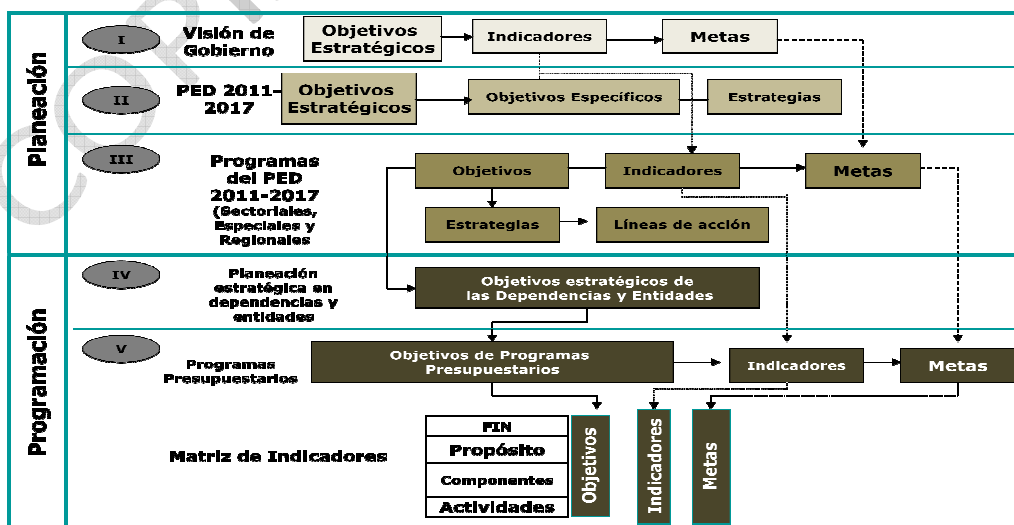 COPI
Planeación
I
Visión de
Gobierno
Objetivos
Estratégicos
Indicadores
Metas
II
PED 2011-
2017
Objetivos
Estratégicos
Objetivos Específicos
Estrategias
III
Programas
del PED
2011-2017
(Sectoriales,
Especiales y
Regionales
Objetivos
Indicadores
Metas
Estrategias
Líneas de acción
Programación
IV
Planeación
estratégica en
dependencias y
entidades
Objetivos estratégicos de
las Dependencias y Entidades
V
Programas
Presupuestarios
Objetivos de Programas
Presupuestarios
Indicadores
Metas
Matriz de Indicadores
FIN
Propósito
Componentes
Actividades
Objetivos
Indicadores
Metas